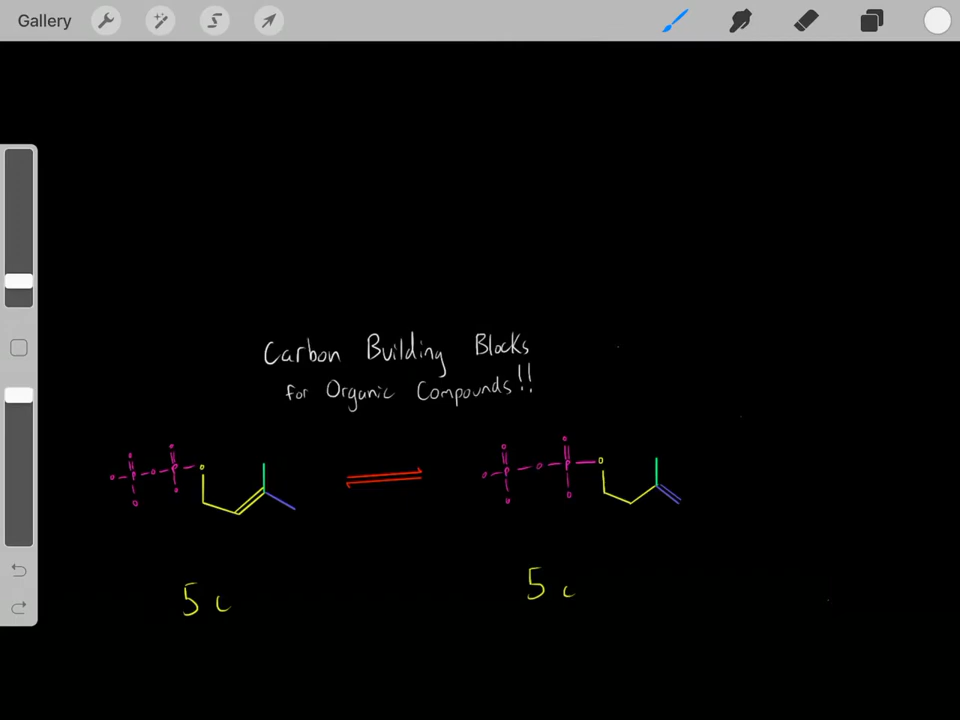 Gallery
Carbon Building Blocks
for Organic Compounds!!
O O O
O-P-O-P-O
O O
O O
O-P-O-P-O
O O
5 c
5 c